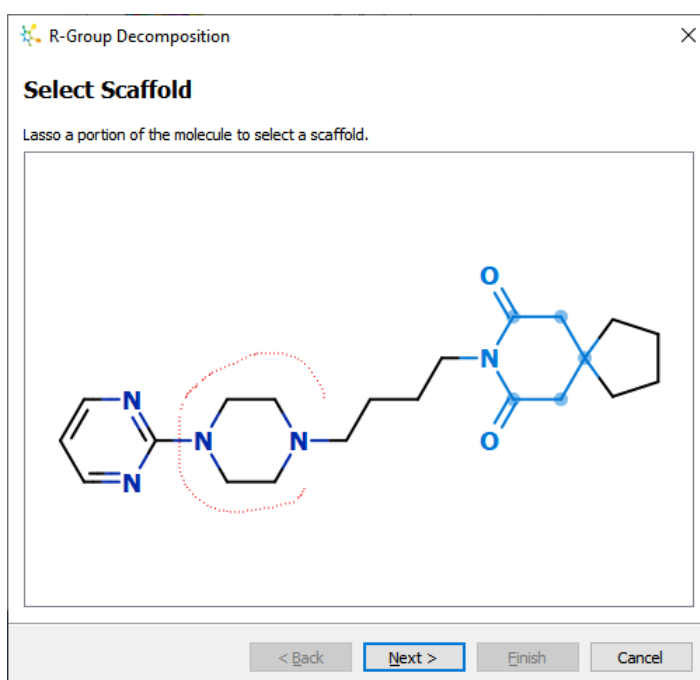 R-Group Decomposition
Select Scaffold
Lasso a portion of the molecule to select a scaffold.
O
N
N
N
N
N
O
< Back Next > Finish Cancel